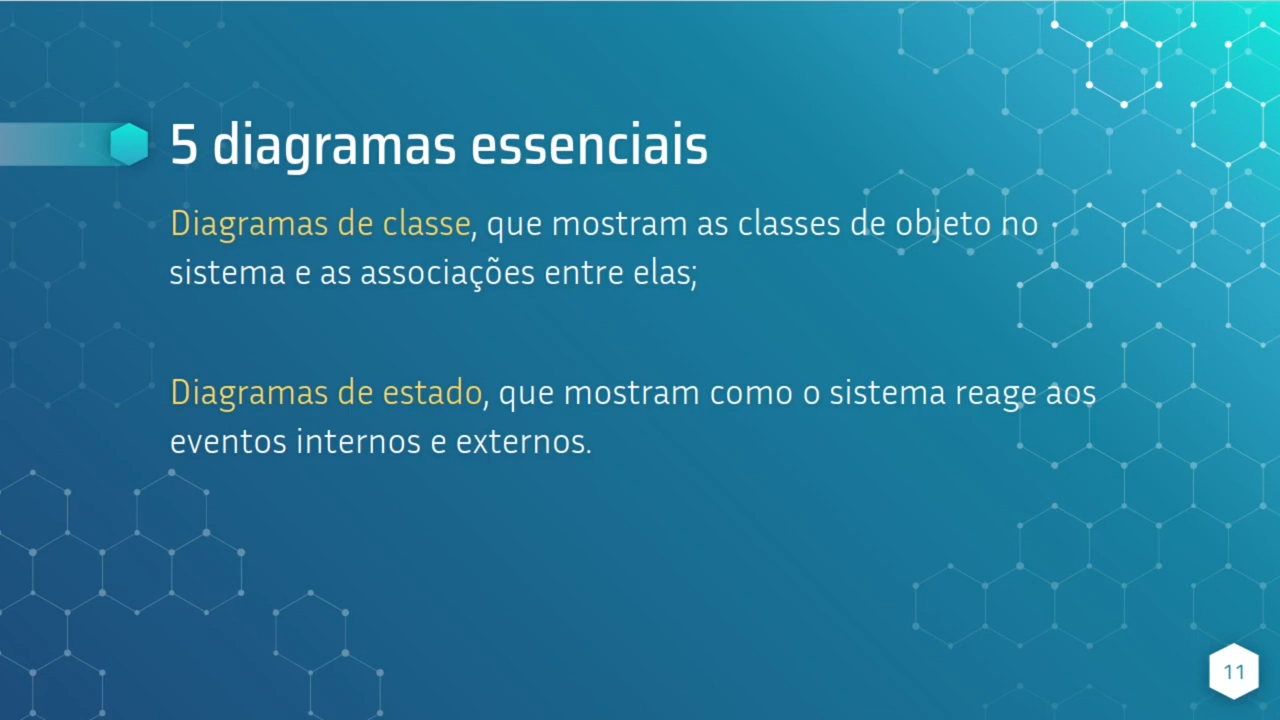 5 diagramas essenciais
Diagramas de classe, que mostram as classes de objeto no
sistema e as associações entre elas;
Diagramas de estado, que mostram como o sistema reage aos
eventos internos e externos.
11